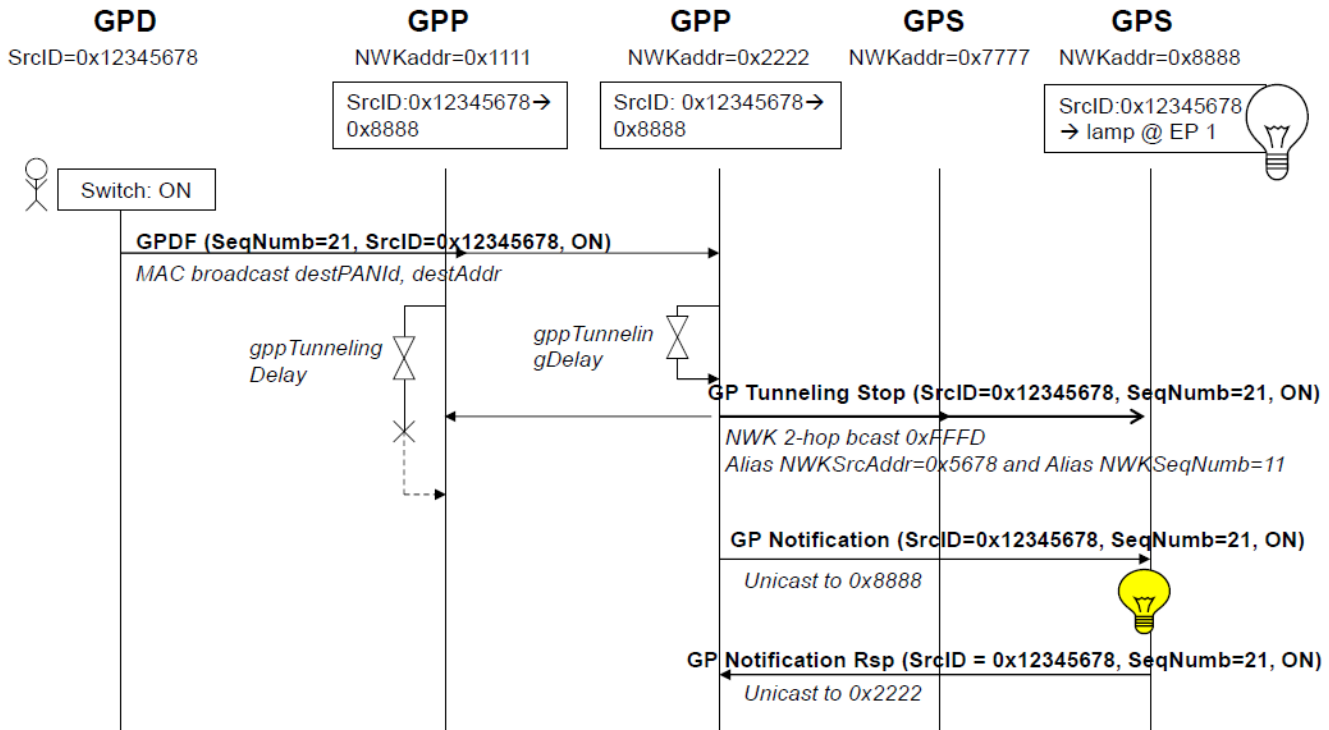 GPD
GPP
GPP
GPS
GPS
SrcID=0x12345678
NWKaddr=0x1111
NWKaddr=0x2222
NWKaddr=0x7777
NWKaddr=0x8888
SrcID:0x12345678→
0x8888
SrcID: 0x12345678→
0x8888
SrcID:0x12345678
→ lamp @ EP 1
Switch: ON
GPDF (SeqNumb=21, SrcID=0x12345678, ON)
MAC broadcast destPANId, destAddr
gppTunneling
Delay
gppTunnelin
gDelay
GP Tunneling Stop (SrcID=0x12345678, SeqNumb=21, ON)
NWK 2-hop bcast 0xFFFD
Alias NWKSrcAddr=0x5678 and Alias NWKSeqNumb=11
GP Notification (SrcID=0x12345678, SeqNumb=21, ON)
Unicast to 0x8888
GP Notification Rsp (SrcID = 0x12345678, SeqNumb=21, ON)
Unicast to 0x2222